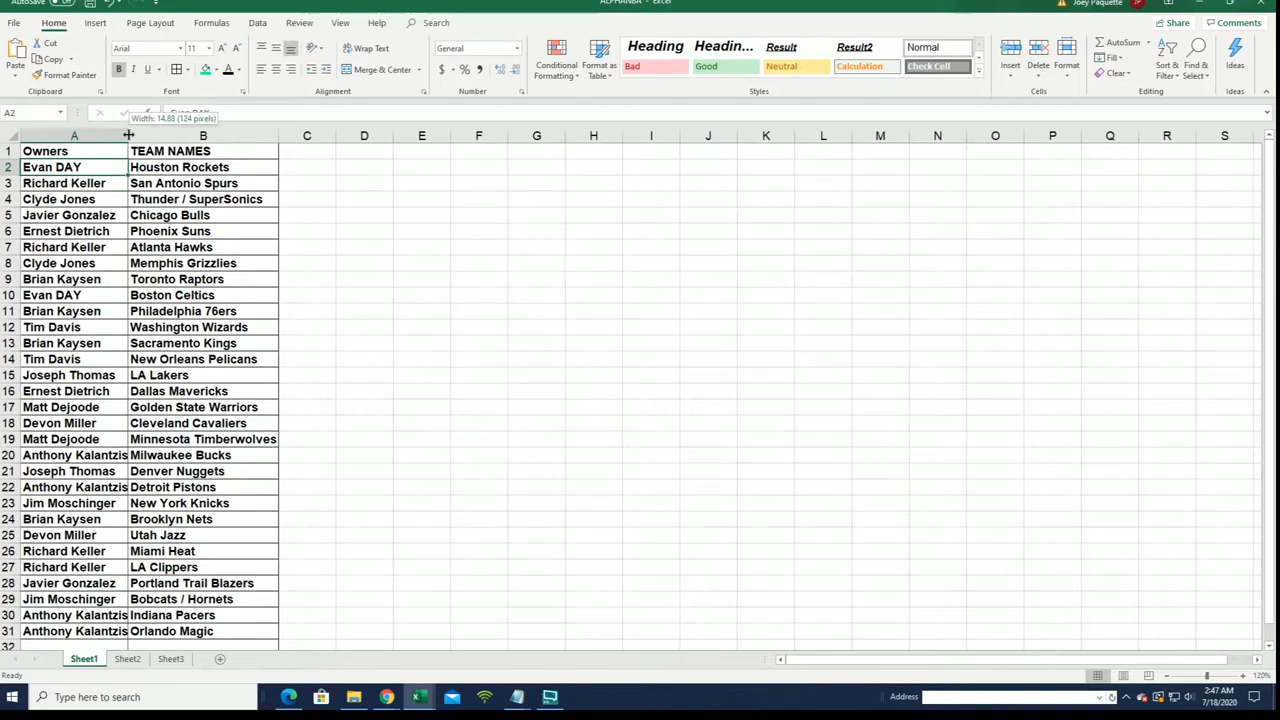 AutoSave Off ALPHANBA - Excel Joey Paquette JP
File Home Insert Page Layout Formulas Data Review View Help Search Share Comments
Cut Arial 11 Wrap Text General Heading Headin... Result Result2 Normal AutoSum
Copy Fill
Paste Format Painter Merge & Center Conditional Formatting Format as Table Bad Good Neutral Calculation Check Cell Insert Delete Format Clear Sort & Filter Find & Select Ideas
Clipboard Font Alignment Number Styles Cells Editing Ideas
A2 Evan DAY
Width: 14.88 (124 pixels)
A B C D E F G H I J K L M N O P Q R S
1 Owners TEAM NAMES
2 Evan DAY Houston Rockets
3 Richard Keller San Antonio Spurs
4 Clyde Jones Thunder / SuperSonics
5 Javier Gonzalez Chicago Bulls
6 Ernest Dietrich Phoenix Suns
7 Richard Keller Atlanta Hawks
8 Clyde Jones Memphis Grizzlies
9 Brian Kaysen Toronto Raptors
10 Evan DAY Boston Celtics
11 Brian Kaysen Philadelphia 76ers
12 Tim Davis Washington Wizards
13 Brian Kaysen Sacramento Kings
14 Tim Davis New Orleans Pelicans
15 Joseph Thomas LA Lakers
16 Ernest Dietrich Dallas Mavericks
17 Matt Dejoode Golden State Warriors
18 Devon Miller Cleveland Cavaliers
19 Matt Dejoode Minnesota Timberwolves
20 Anthony Kalantzis Milwaukee Bucks
21 Joseph Thomas Denver Nuggets
22 Anthony Kalantzis Detroit Pistons
23 Jim Moschinger New York Knicks
24 Brian Kaysen Brooklyn Nets
25 Devon Miller Utah Jazz
26 Richard Keller Miami Heat
27 Richard Keller LA Clippers
28 Javier Gonzalez Portland Trail Blazers
29 Jim Moschinger Bobcats / Hornets
30 Anthony Kalantzis Indiana Pacers
31 Anthony Kalantzis Orlando Magic
32
Sheet1 Sheet2 Sheet3
Ready 120%
Type here to search Address 2:47 AM
7/18/2020